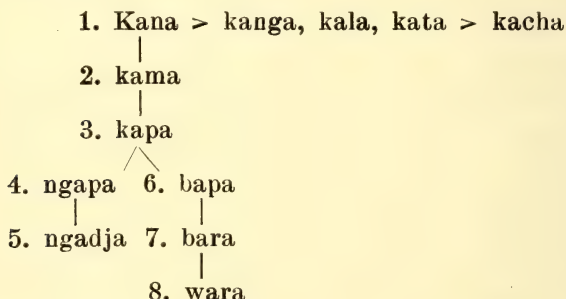 1. Kana > kanga, kala, kata > kacha
2. kama
3. kapa
4. ngapa 6. bapa
5. ngadja 7. bara
8. wara